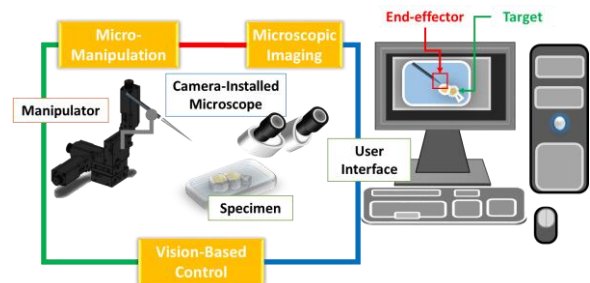 Micro-
Manipulation
Microscopic
Imaging
End-effector
Target
Manipulator
Camera-Installed
Microscope
User
Interface
Specimen
Vision-Based
Control